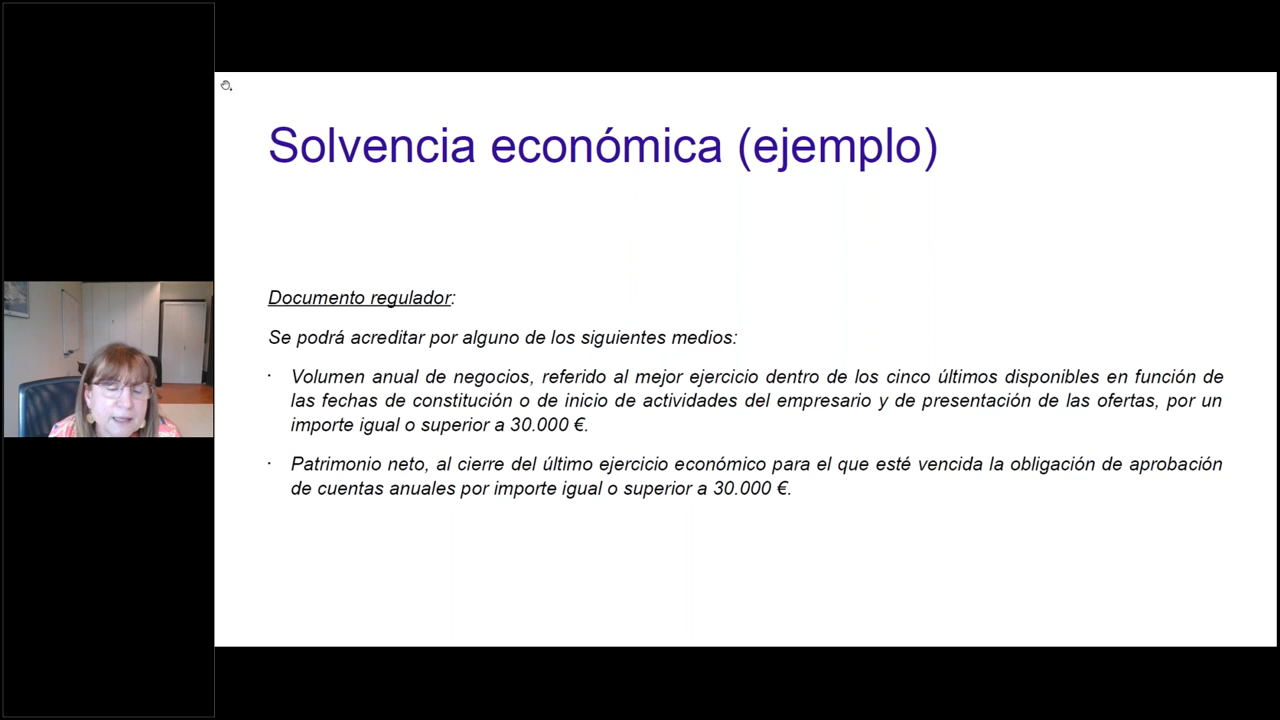 Solvencia económica (ejemplo)
Documento regulador:
Se podrá acreditar por alguno de los siguientes medios:
· Volumen anual de negocios, referido al mejor ejercicio dentro de los cinco últimos disponibles en función de
las fechas de constitución o de inicio de actividades del empresario y de presentación de las ofertas, por un
importe igual o superior a 30.000 €.
· Patrimonio neto, al cierre del último ejercicio económico para el que esté vencida la obligación de aprobación
de cuentas anuales por importe igual o superior a 30.000 €.